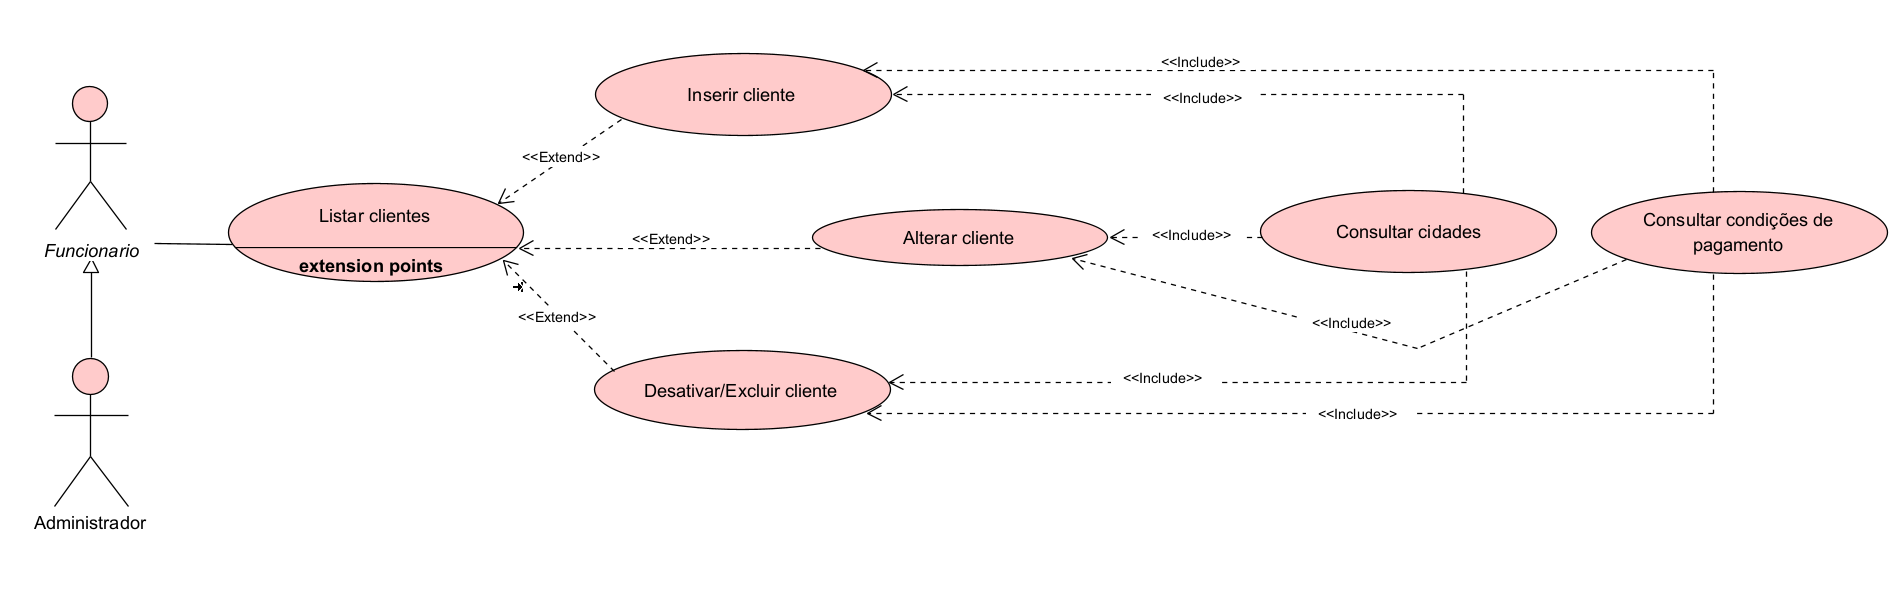 <<Include>>
Inserir cliente
<<Include>>
<<Extend>>
Listar clientes
Funcionario
<<Extend>>
Alterar cliente
<<Include>>
Consultar cidades
Consultar condições de
pagamento
extension points
<<Extend>>
<<Include>>
Desativar/Excluir cliente
<<Include>>
<<Include>>
Administrador